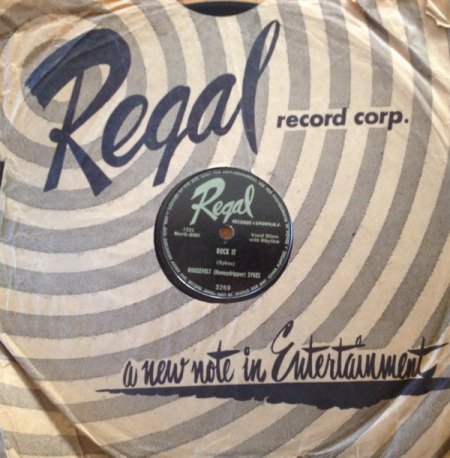 Regal
record corp.
Regal
RECORDS • LINDEN, N.J.
Vocal Blues
with Rhythm
ROCK IT
(Sykes)
ROOSEVELT (Honeydripper) SYKES
3269
a new note in Entertainment